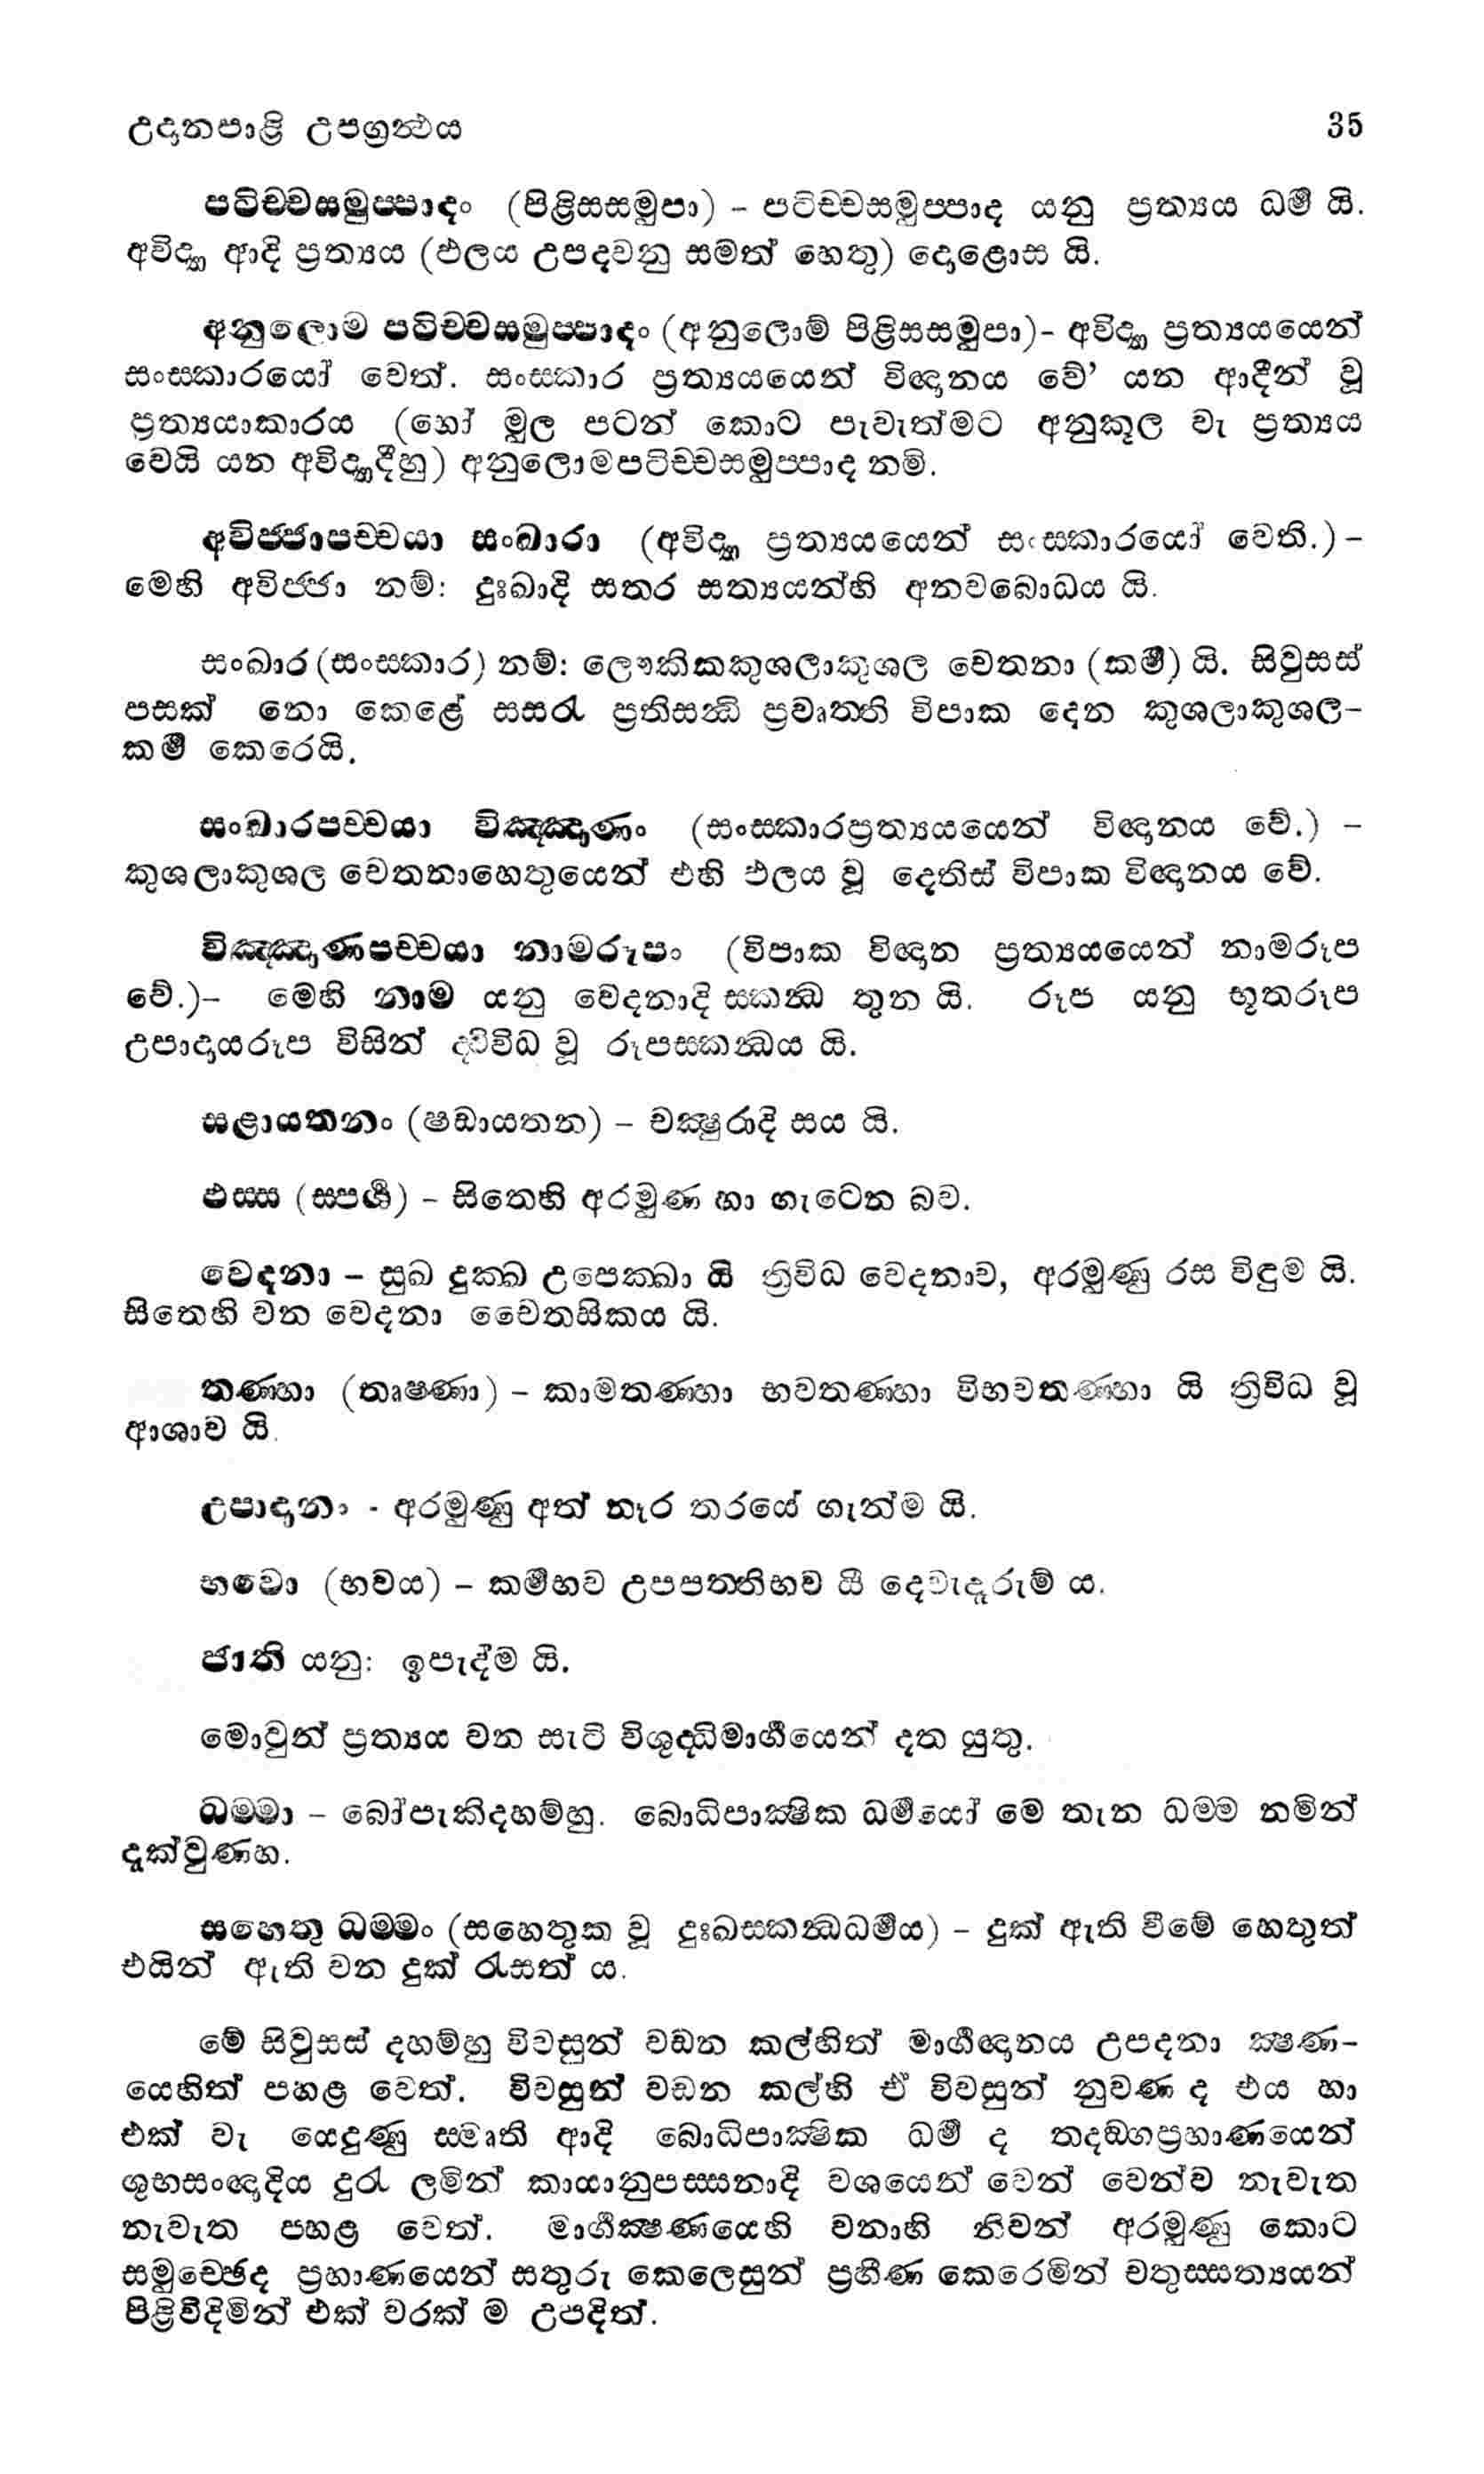 උදානපාළි උපග්‍රන්‍ථය 35
පටිච්චසමුප්පාදං (පිළිසසමුපා) – පටිච්චසමුප්පාද යනු ප්‍රත්‍යය ධර්‍ම යි.
අවිද්‍යා ආදි ප්‍රත්‍යය (ඵලය උපදවනු සමත් හෙතු) දොළොස යි.
අනුලොම පටිච්චසමුප්පාදං (අනුලොම් පිළිසසමුපා)- අවිද්‍යා ප්‍රත්‍යයයෙන්
සංස්කාරයෝ වෙත්. සංස්කාර ප්‍රත්‍යයයෙන් විඥානය වේ’ යන ආදීන් වූ
ප්‍රත්‍යයාකාරය (හෝ මුල පටන් කොට පැවැත්මට අනුකූල වැ ප්‍රත්‍යය
වෙයි යන අවිද්‍යාදීහු) අනුලොමපටිච්චසමුප්පාද නමි.
අවිජ්ජාපච්චයා සංඛාරා (අවිද්‍යා ප්‍රත්‍යයයෙන් සංස්කාරයෝ වෙති.) –
මෙහි අවිජ්ජා නම්: දුඃඛාදි සතර සත්‍යයන්හි අනවබොධය යි.
සංඛාර (සංස්කාර) නම්: ලෞකිකකුශලාකුශල චෙතනා (කර්‍ම) යි. සිවුසස්
පසක් නො කෙළේ සසරැ ප්‍රතිසන්‍ධි ප්‍රවෘත්ති විපාක දෙන කුශලාකුශල–
කර්‍ම කෙරෙයි.
සංඛාරපච්චයා විඤ්ඤාණං (සංස්කාරප්‍රත්‍යයයෙන් විඥානය වේ.) –
කුශලාකුශල චෙතනාහෙතුයෙන් එහි ඵලය වූ දෙතිස් විපාක විඥානය වේ.
විඤ්ඤාණපච්චයා නාමරූපං (විපාක විඥාන ප්‍රත්‍යයයෙන් නාමරූප
වේ.)– මෙහි නාම යනු වෙදනාදි ස්කන්‍ධ තුන යි. රූප යනු භූතරූප
උපාදායරූප විසින් ද්විවිධ වූ රූපස්කන්‍ධය යි.
සළායතනං (ෂඩායතන) – චක්‍ෂුරාදි සය යි.
ඵස්ස (ස්පර්‍ශ) – සිතෙහි අරමුණ හා ගැටෙන බව.
වෙදනා – සුඛ දුක්ඛ උපෙක්ඛා යි ත්‍රිවිධ වෙදනාව, අරමුණු රස විඳුම යි.
සිතෙහි වන වෙදනා චෛතසිකය යි.
තණ්හා (තෘෂ්ණා) – කාමතණ්හා භවතණ්හා විභවතණ්හා යි ත්‍රිවිධ වූ
ආශාව යි.
උපාදානං - අරමුණු අත් නෑර තරයේ ගැන්ම යි.
භවො (භවය) – කර්‍මභව උපපත්තිභව යි දෙවැදෑරුම් ය.
ජාති යනු: ඉපැද්ම යි.
මොවුන් ප්‍රත්‍යය වන සැටි විශුද්ධිමාර්‍ගයෙන් දත යුතු.
ධම්මා – බෝපැකිදහම්හු. බොධිපාක්‍ෂික ධර්‍මයෝ මෙ තැන ධම්ම නමින්
දැක්වුණහ.
සහෙතු ධම්මං (සහෙතුක වූ දුඃඛස්කන්‍ධධර්‍මය) – දුක් ඇති වීමේ හෙතුත්
එයින් ඇති වන දුක් රැසත් ය.
මේ සිවුසස් දහම්හු විවසුන් වඩන කල්හිත් මාර්‍ගඥානය උපදනා ක්‍ෂණ–
යෙහිත් පහළ වෙත්. විවසුන් වඩන කල්හි ඒ විවසුන් නුවණ ද එය හා
එක් වැ යෙදුණු ස්මෘති ආදි බොධිපාක්‍ෂික ධර්‍ම ද තදඞ්ගප්‍රහාණයෙන්
ශුභසංඥාදිය දුරැ ලමින් කායානුපස්සනාදි වශයෙන් වෙන් වෙන්ව නැවැත
නැවැත පහළ වෙත්. මාර්‍ගක්‍ෂණයෙහි වනාහි නිවන් අරමුණු කොට
සමුච්ඡෙද ප්‍රහාණයෙන් සතුරු කෙලෙසුන් ප්‍රහීණ කෙරෙමින් චතුස්සත්‍යයන්
පිළිවිදිමින් එක් වරක් ම උපදිත්.